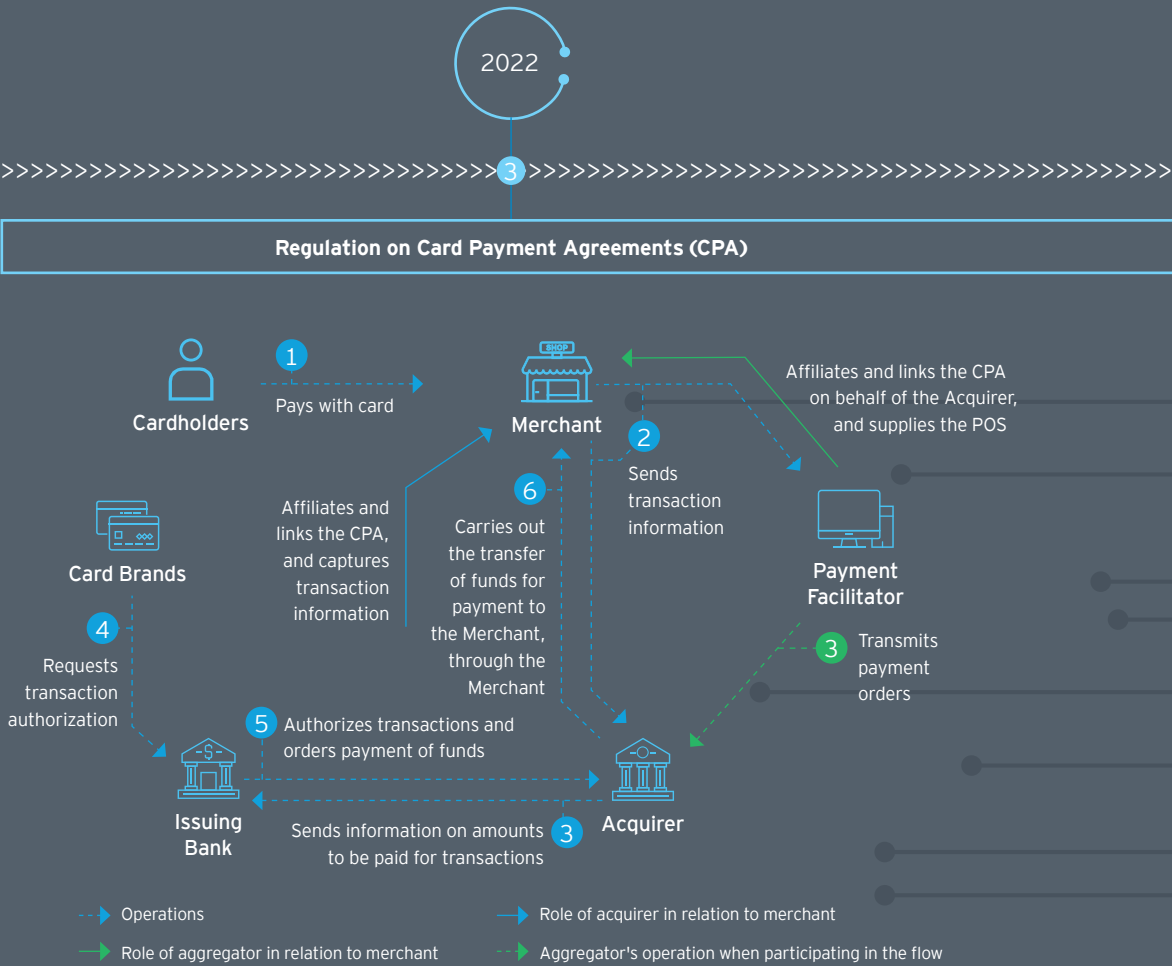 2022
>>>>>>>>>>>>>>>>>>>>>>>>>>>>>>>>>> 3 >>>>>>>>>>>>>>>>>>>>>>>>>>>>>>>>>>>>>>>>>>>>
Regulation on Card Payment Agreements (CPA)
1
Pays with card
Cardholders
SHOP
Merchant
Affiliates and links the CPA
on behalf of the Acquirer,
and supplies the POS
2
Sends
transaction
information
Affiliates and
links the CPA,
and captures
transaction
information
6
Carries out
the transfer
of funds for
payment to
the Merchant,
through the
Merchant
Card Brands
Payment
Facilitator
4
Requests
transaction
authorization
3
Transmits
payment
orders
5
Authorizes transactions and
orders payment of funds
$
Issuing
Bank
Acquirer
Sends information on amounts
to be paid for transactions
3
Operations
Role of acquirer in relation to merchant
Role of aggregator in relation to merchant
Aggregator's operation when participating in the flow